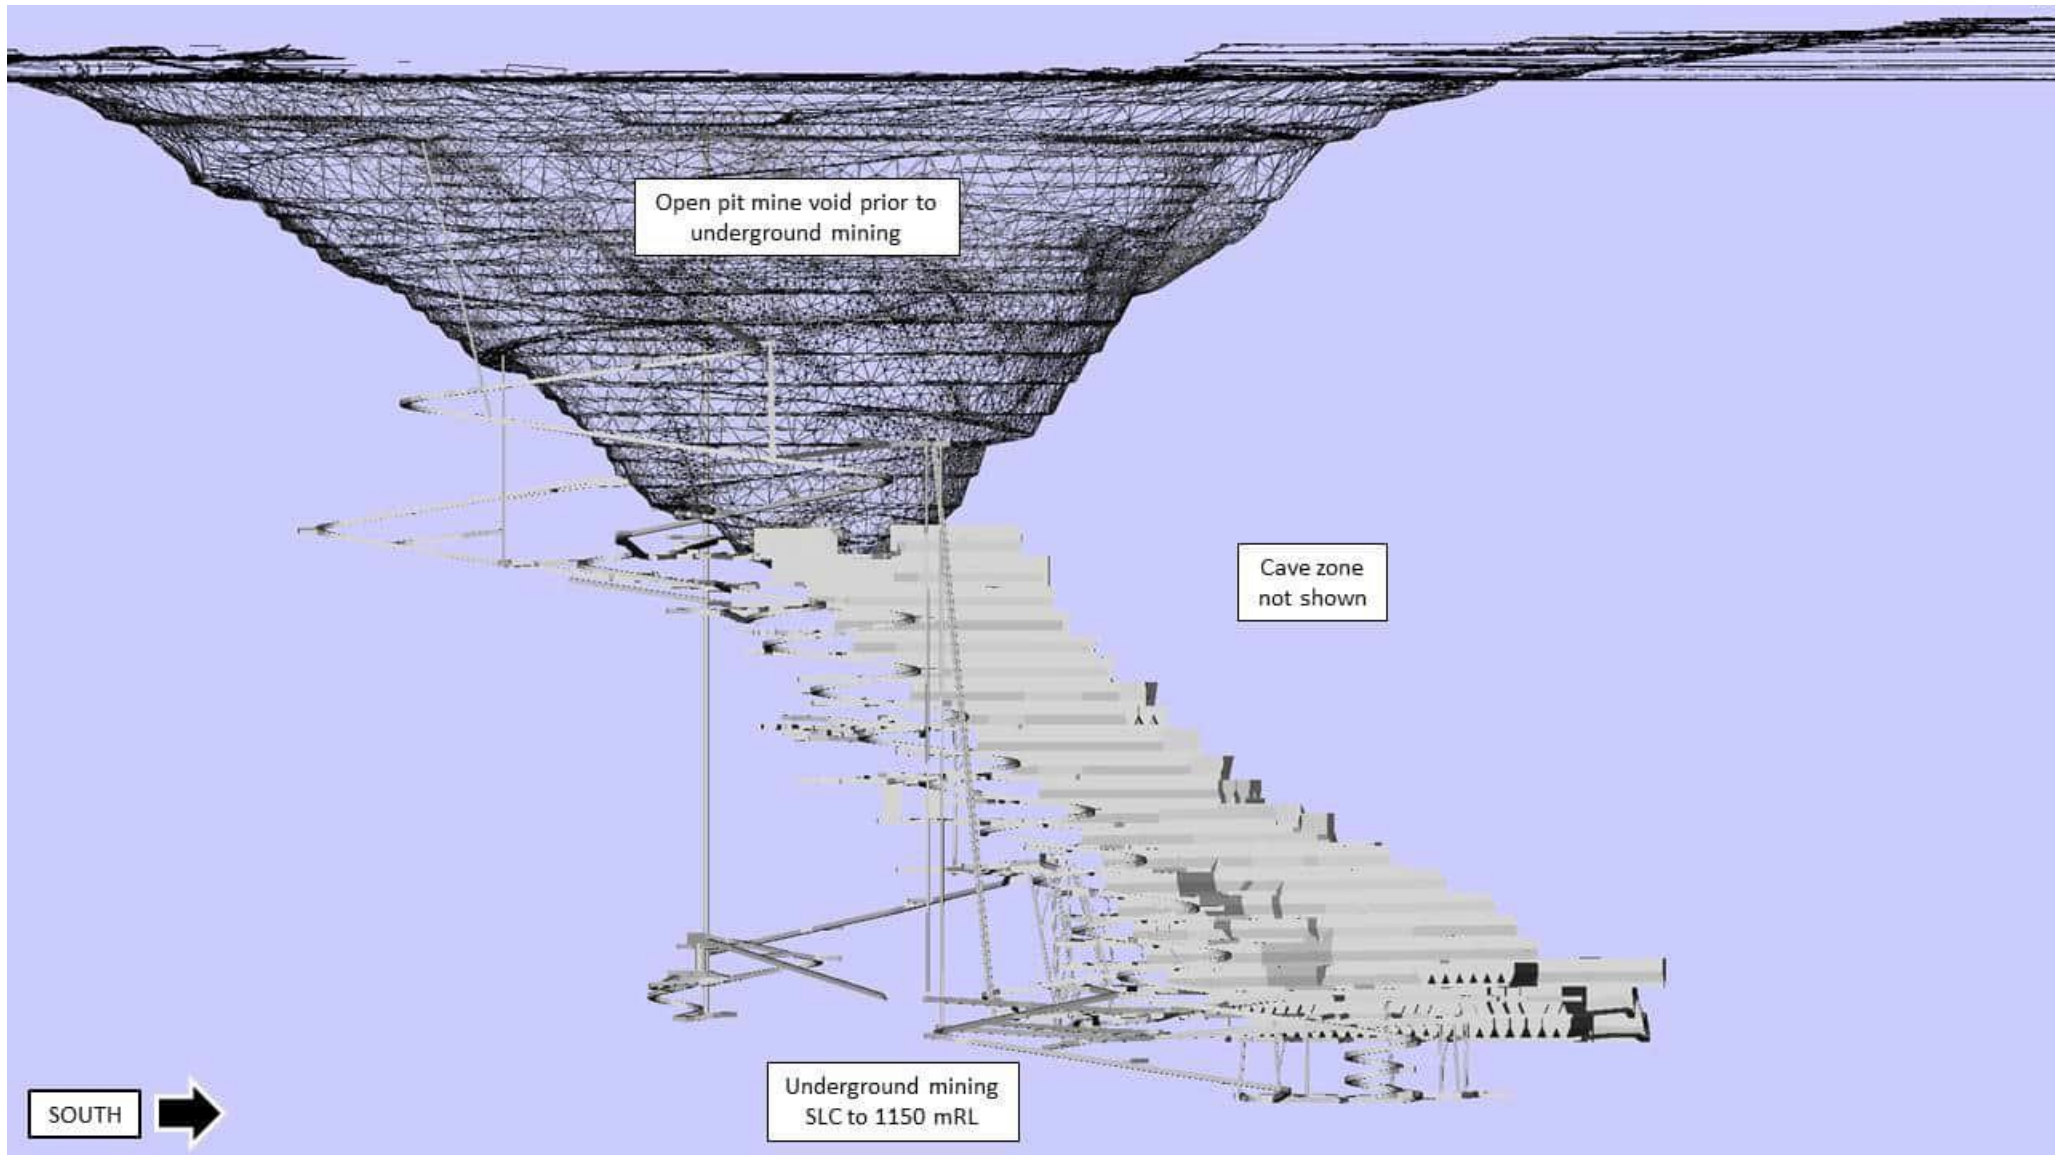 Open pit mine void prior to
underground mining
Cave zone
not shown
Underground mining
SLC to 1150 mRL
SOUTH